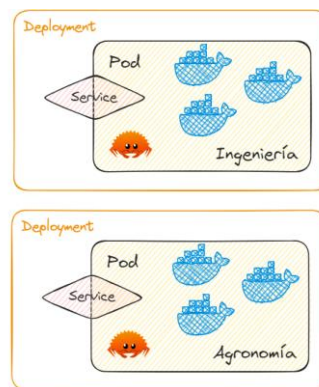 Deployment
Pod
Service
Ingeniería
Deployment
Pod
Service
Agronomía